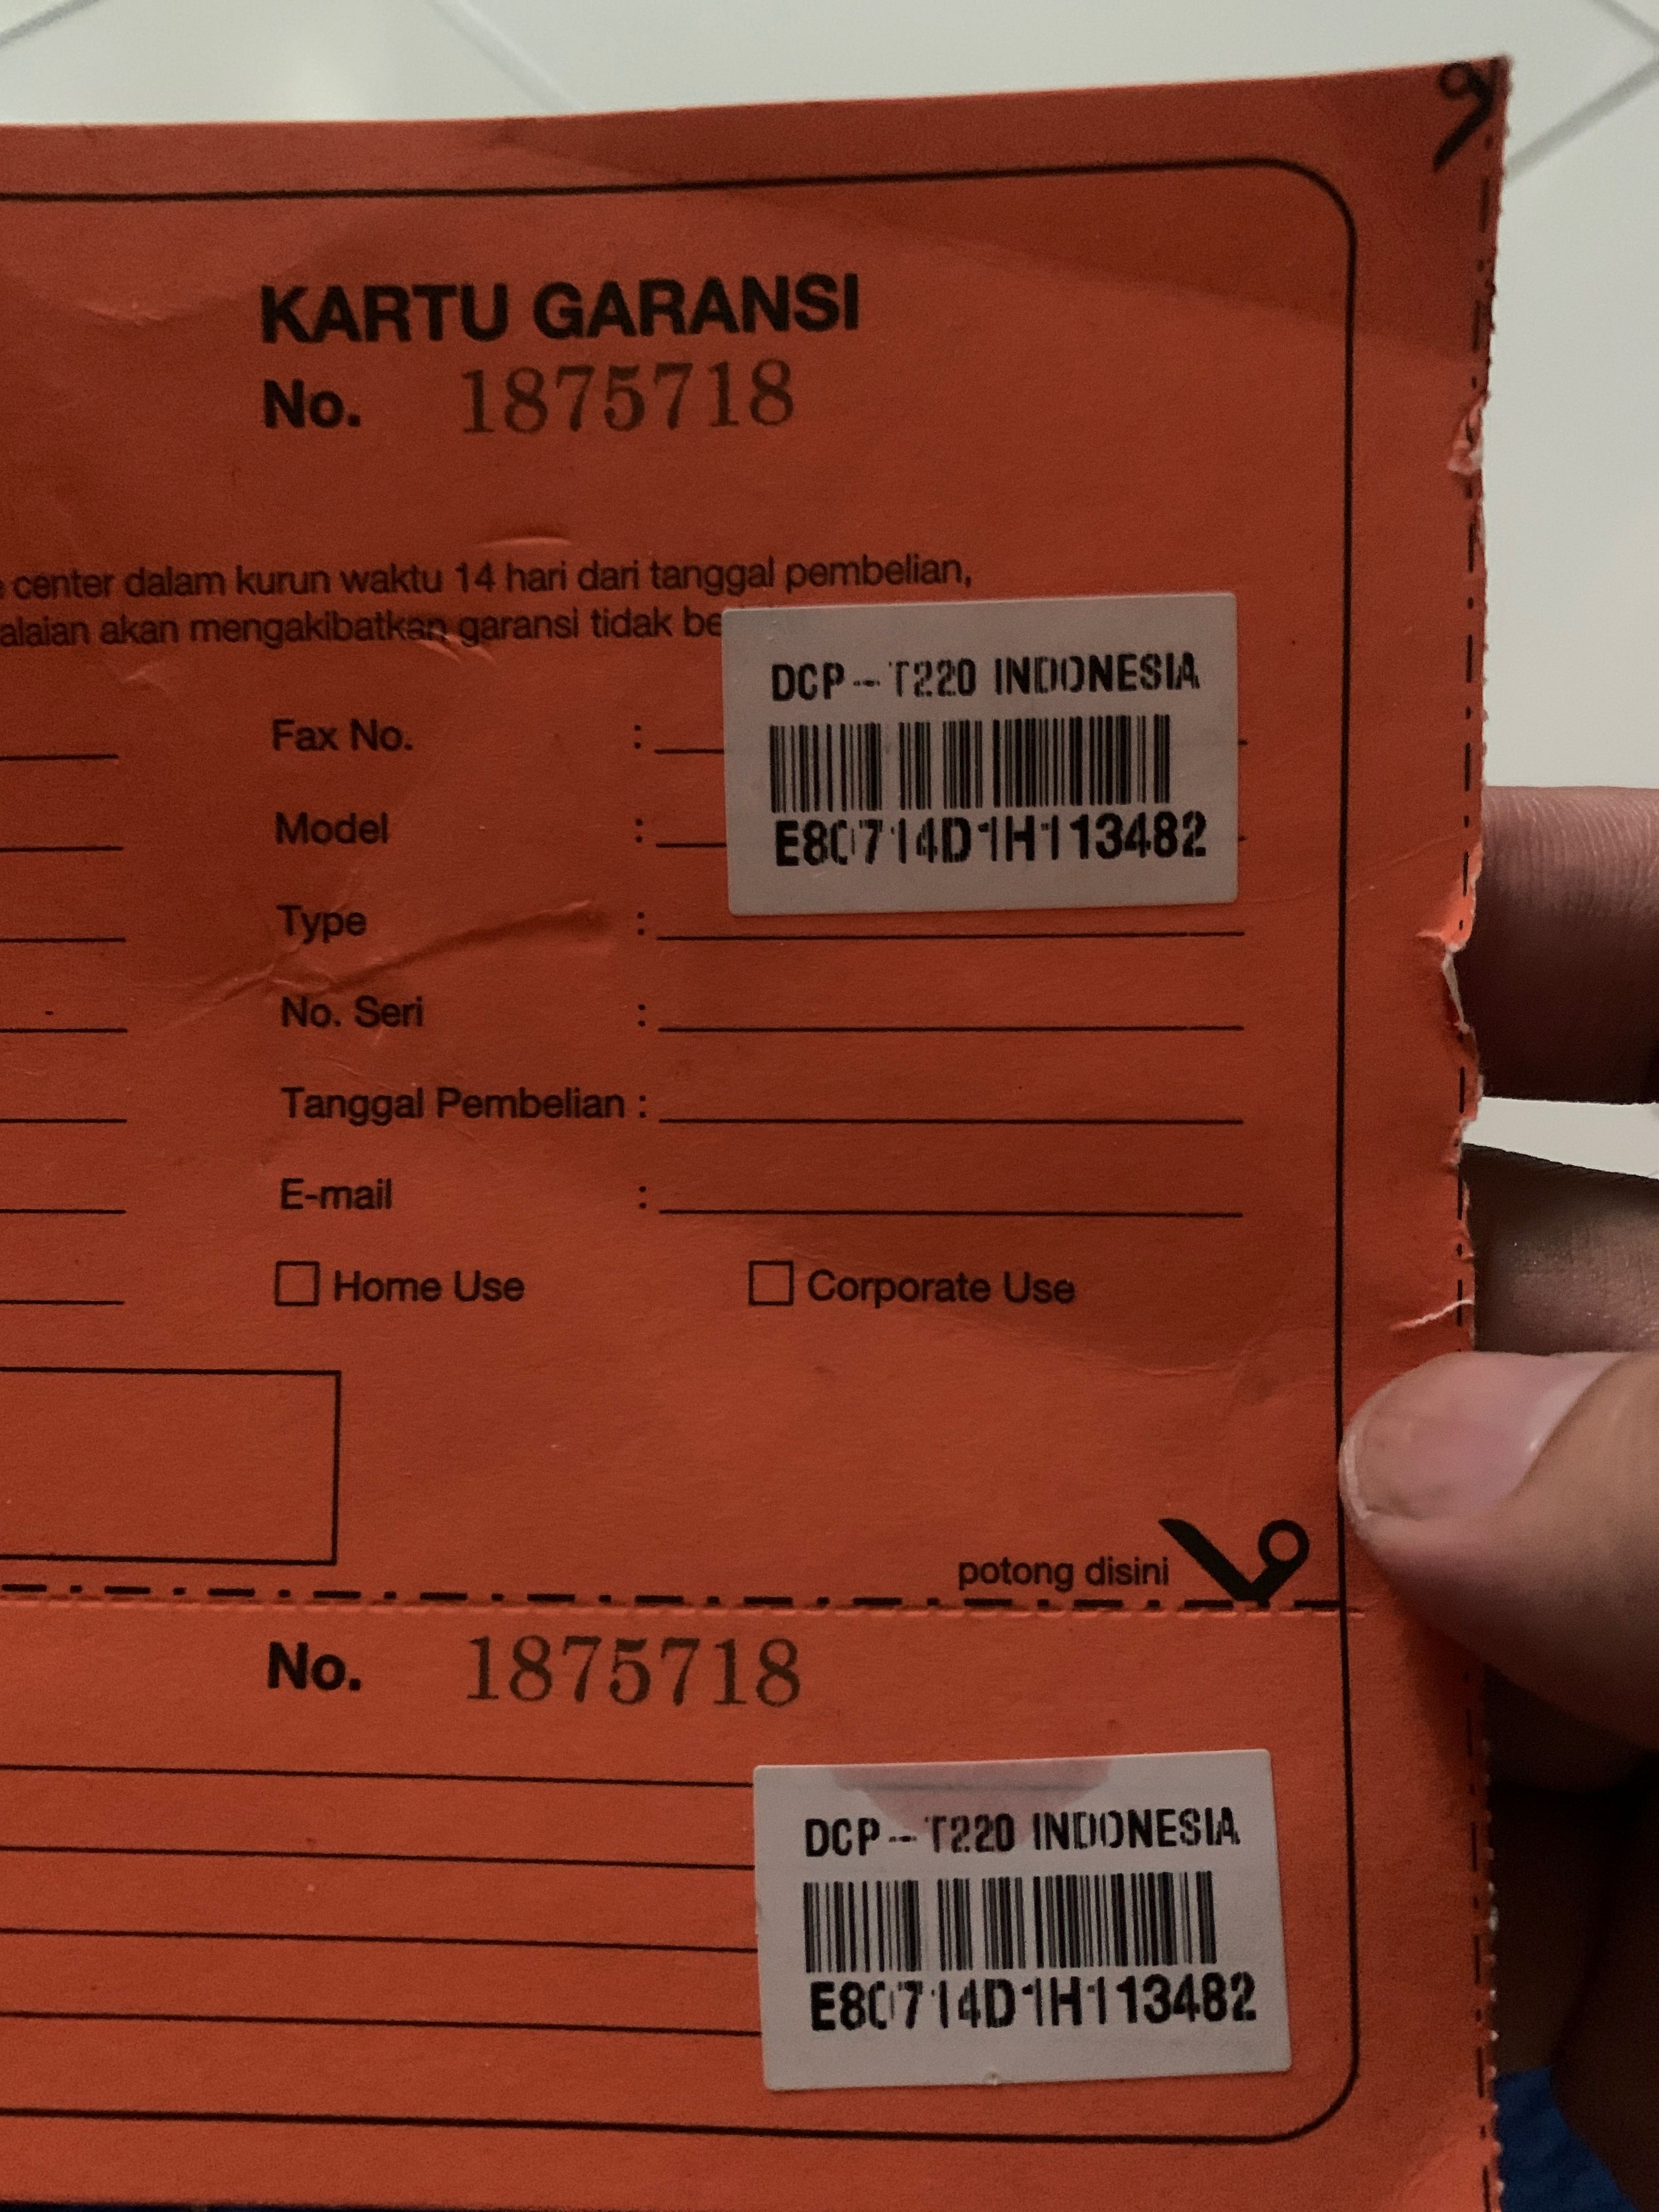 KARTU GARANSI
No. 1875718
center dalam kurun waktu 14 hari dari tanggal pembelian,
alaian akan mengakibatkan garansi tidak be
DCP-T220 INDONESIA
E80714D1H113482
Fax No. :
Model :
Type :
No. Seri :
Tanggal Pembelian :
E-mail :
Home Use
Corporate Use
potong disini
No. 1875718
DCP-T220 INDONESIA
E80714D1H113482